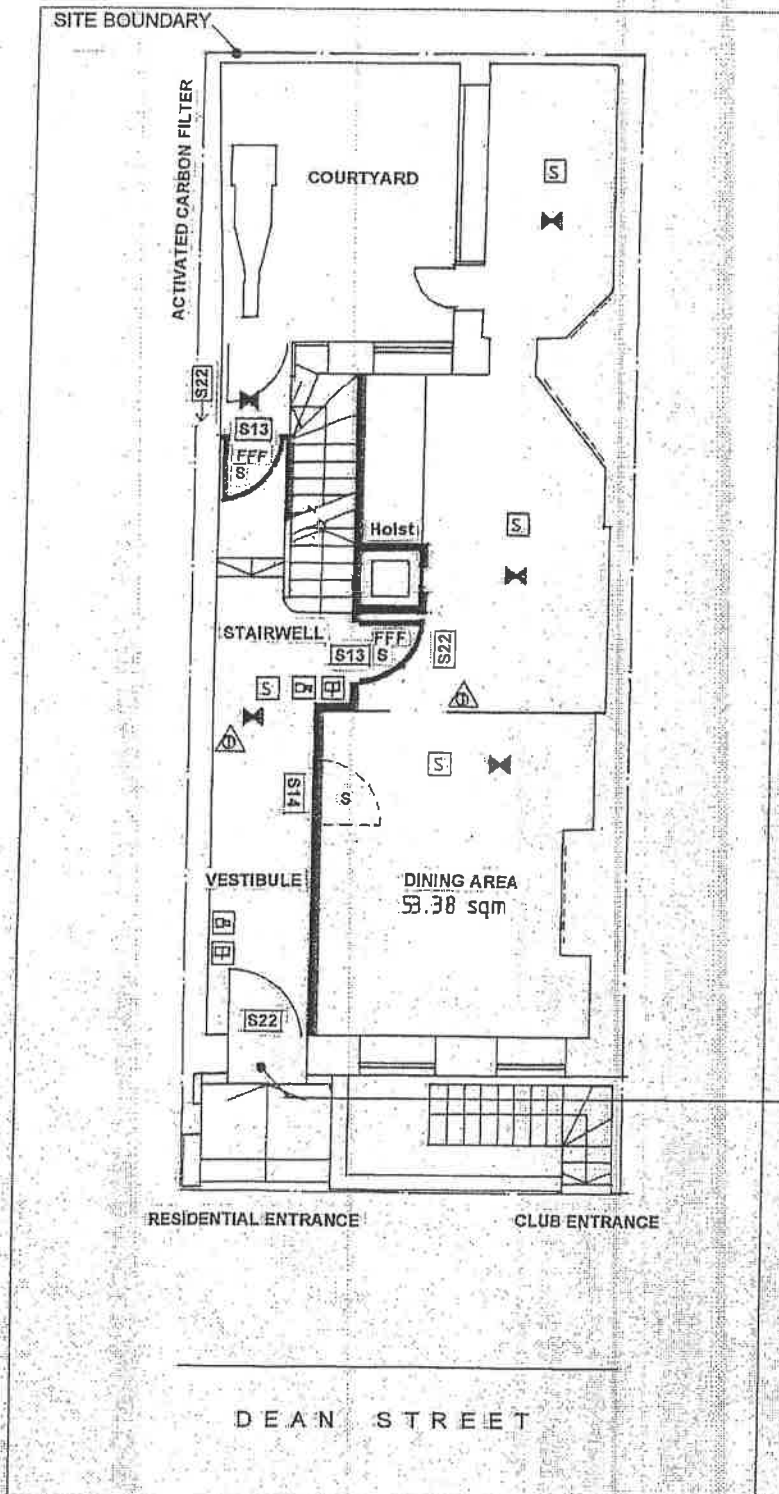 SITE BOUNDARY
ACTIVATED CARBON FILTER
COURTYARD
S
S22
S13
FFF
S
Hoist
S
STAIRWELL
S13
FFF
S
S22
S
S
S14
S
VESTIBULE
DINING AREA
53.38 sqm
S22
RESIDENTIAL ENTRANCE
CLUB ENTRANCE
DEAN STREET